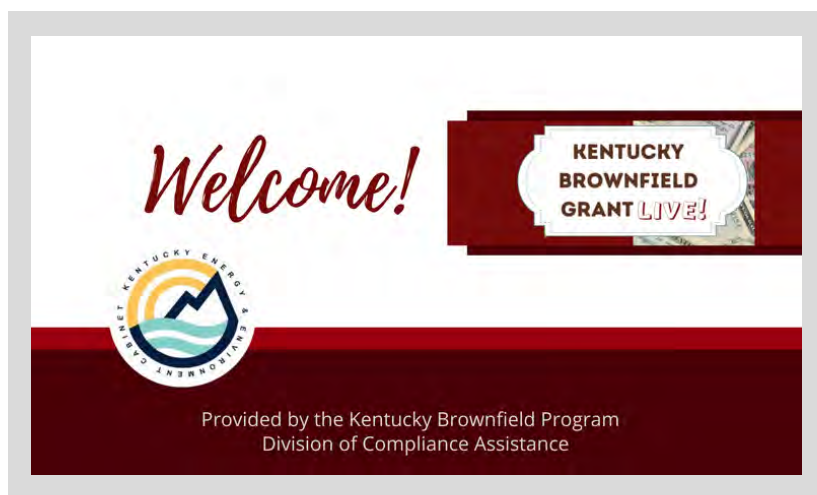 Welcome!
KENTUCKY
BROWNFIELD
GRANT LIVE!
KENTUCKY ENERGY & ENVIRONMENT CABINET
Provided by the Kentucky Brownfield Program
Division of Compliance Assistance